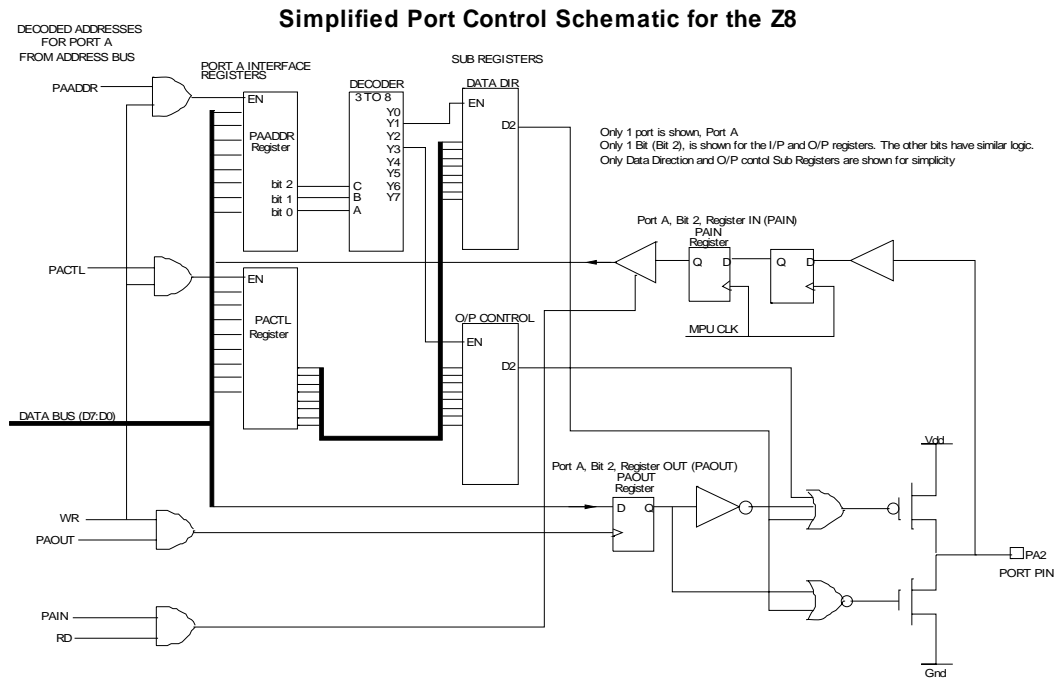 Simplified Port Control Schematic for the Z8
DECODED ADDRESSES
FOR PORT A
FROM ADDRESS BUS
PAADDR
PORT A INTERFACE
REGISTERS
EN
PAADDR
Register
bit 2
bit 1
bit 0
DECODER
3 TO 8
Y0
Y1
Y2
Y3
Y4
Y5
Y6
Y7
C
B
A
SUB REGISTERS
DATA DIR
EN
D2
Only 1 port is shown, Port A
Only 1 Bit (Bit 2), is shown for the I/P and O/P registers. The other bits have similar logic.
Only Data Direction and O/P contol Sub Registers are shown for simplicity
Port A, Bit 2, Register IN (PAIN)
PAIN
Register
Q D
Q D
MPU CLK
PACTL
EN
PACTL
Register
O/P CONTROL
EN
D2
DATA BUS (D7:D0)
Port A, Bit 2, Register OUT (PAOUT)
PAOUT
Register
D Q
Vdd
WR
PAOUT
PA2
PORT PIN
PAIN
RD
Gnd